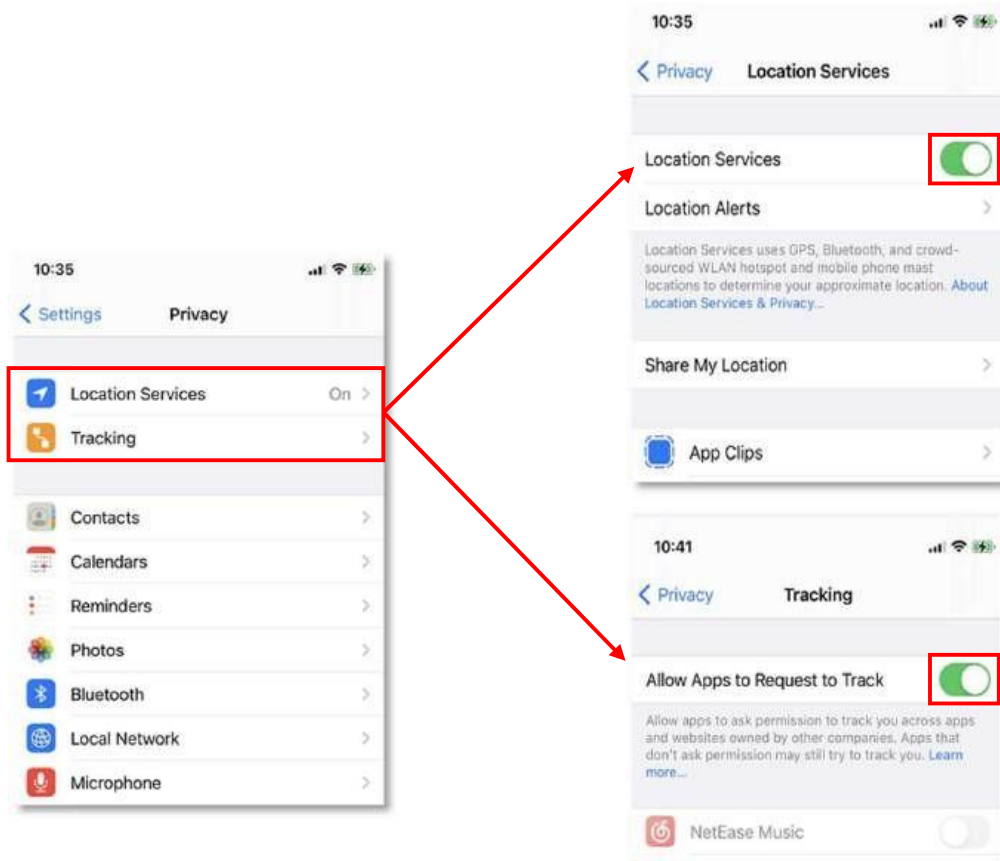 10:35
Settings Privacy
Location Services On
Tracking
Contacts
Calendars
Reminders
Photos
Bluetooth
Local Network
Microphone
10:35
Privacy Location Services
Location Services
Location Alerts
Location Services uses GPS, Bluetooth, and crowd-
sourced WLAN hotspot and mobile phone mast
locations to determine your approximate location. About
Location Services & Privacy...
Share My Location
App Clips
10:41
Privacy Tracking
Allow Apps to Request to Track
Allow apps to ask permission to track you across apps
and websites owned by other companies. Apps that
don't ask permission may still try to track you. Learn
more...
NetEase Music